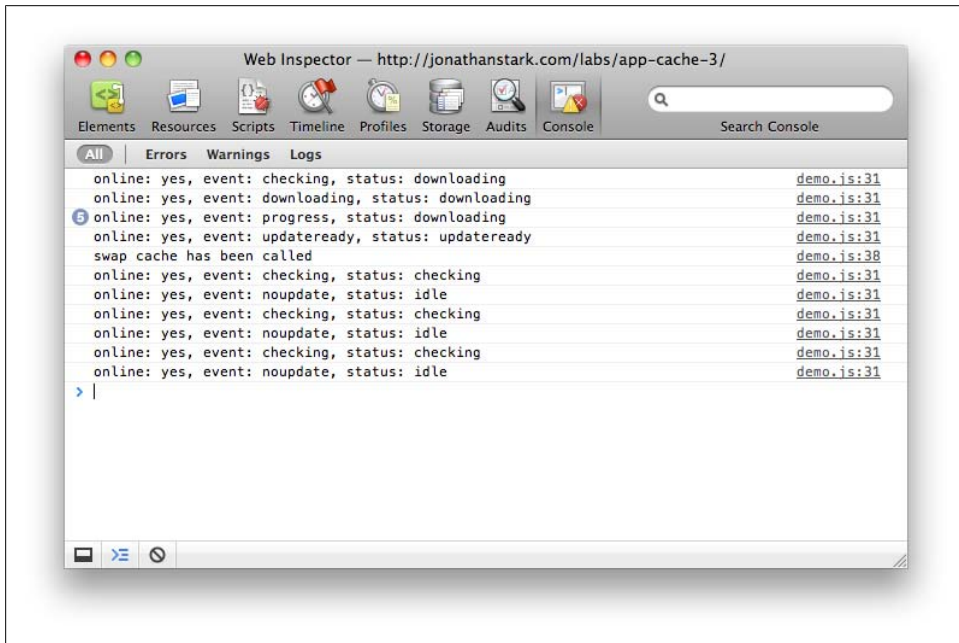 Web Inspector — http://jonathanstark.com/labs/app-cache-3/
Elements Resources Scripts Timeline Profiles Storage Audits Console Search Console
All Errors Warnings Logs
online: yes, event: checking, status: downloading demo.js:31
online: yes, event: downloading, status: downloading demo.js:31
5 online: yes, event: progress, status: downloading demo.js:31
online: yes, event: updateready, status: updateready demo.js:31
swap cache has been called demo.js:38
online: yes, event: checking, status: checking demo.js:31
online: yes, event: noupdate, status: idle demo.js:31
online: yes, event: checking, status: checking demo.js:31
online: yes, event: noupdate, status: idle demo.js:31
online: yes, event: checking, status: checking demo.js:31
online: yes, event: noupdate, status: idle demo.js:31
>